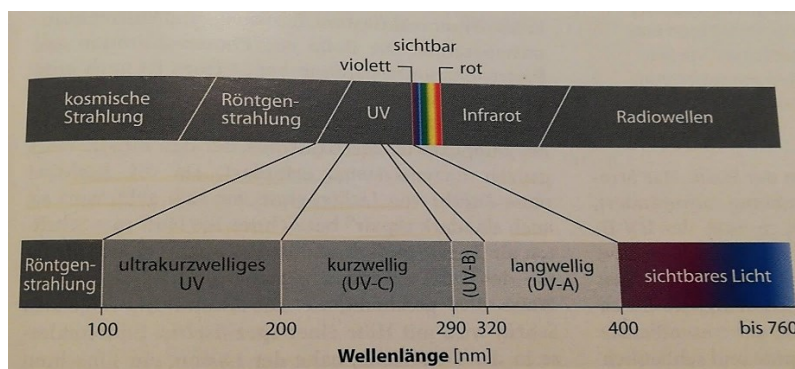 sichtbar
violett
rot
kosmische
Strahlung
Röntgen-
strahlung
UV
Infrarot
Radiowellen
Röntgen-
strahlung
ultrakurzwelliges
UV
kurzwellig
(UV-C)
(UV-B)
langwellig
(UV-A)
sichtbares Licht
100
200
290
320
400
bis 760
Wellenlänge [nm]